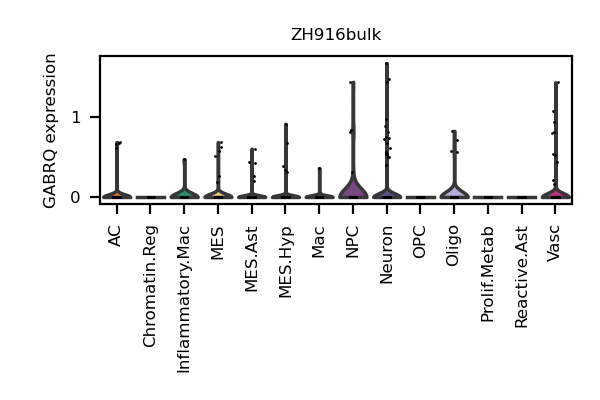 ZH916bulk
GABRQ expression
1
0
AC
Chromatin.Reg
Inflammatory.Mac
MES
MES.Ast
MES.Hyp
Mac
NPC
Neuron
OPC
Oligo
Prolif.Metab
Reactive.Ast
Vasc